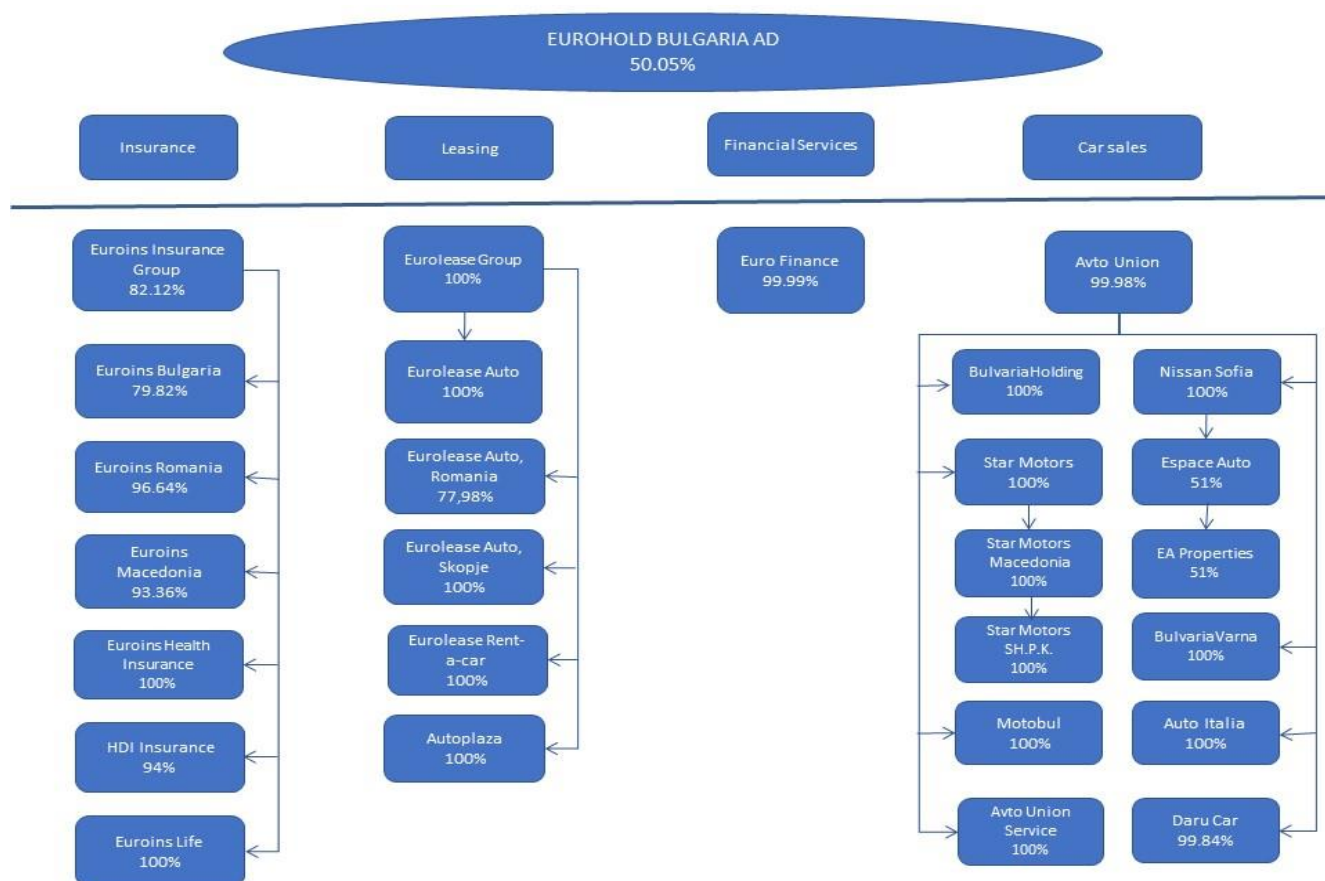 EUROHOLD BULGARIA AD
50.05%
Insurance
Leasing
Financial Services
Car sales
Euroins Insurance
Group
82.12%
Euroins Bulgaria
79.82%
Euroins Romania
96.64%
Euroins
Macedonia
93.36%
Euroins Health
Insurance
100%
HDI Insurance
94%
Euroins Life
100%
Eurolease Group
100%
Eurolease Auto
100%
Eurolease Auto,
Romania
77,98%
Eurolease Auto,
Skopje
100%
Eurolease Rent-
a-car
100%
Autoplaza
100%
Euro Finance
99.99%
Avto Union
99.98%
Bulvaria Holding
100%
Star Motors
100%
Star Motors
Macedonia
100%
Star Motors
SH.P.K.
100%
Motobul
100%
Avto Union
Service
100%
Nissan Sofia
100%
Espace Auto
51%
EA Properties
51%
Bulvaria Varna
100%
Auto Italia
100%
Daru Car
99.84%